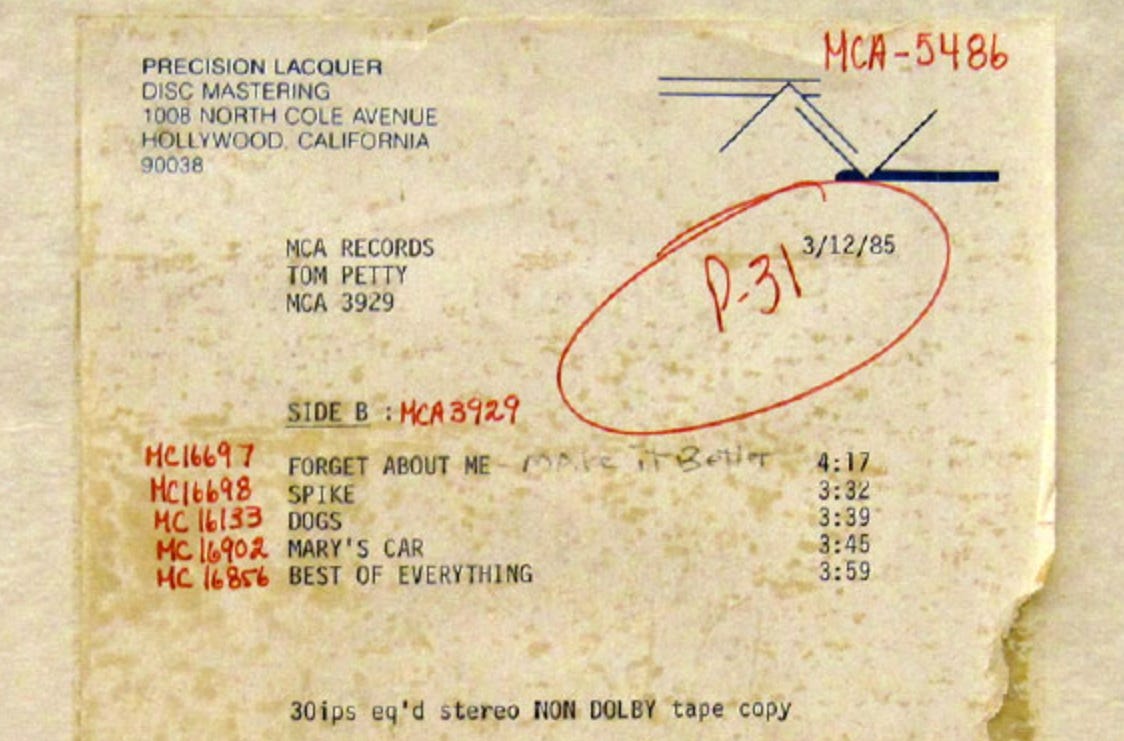 MCA-5486
PRECISION LACQUER
DISC MASTERING
1008 NORTH COLE AVENUE
HOLLYWOOD, CALIFORNIA
90038
3/12/85
P-31
MCA RECORDS
TOM PETTY
MCA 3929
SIDE B : MCA3929
MC16697 FORGET ABOUT ME - make it Better 4:17
MC16698 SPIKE 3:32
MC 16133 DOGS 3:39
MC 16902 MARY'S CAR 3:45
MC 16856 BEST OF EVERYTHING 3:59
30ips eq'd stereo NON DOLBY tape copy